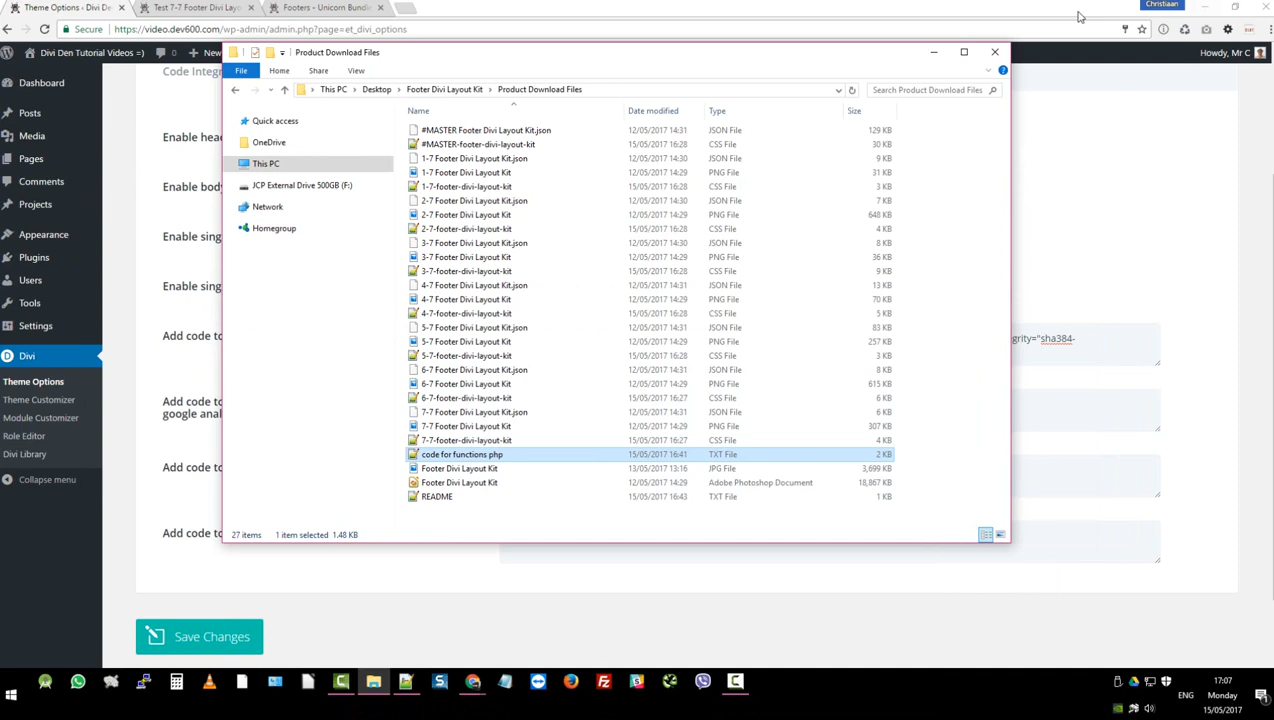 Theme Options ‹ Divi De
Test 7-7 Footer Divi Layo
Footers - Unicorn Bundle
Christiaan
Secure
https://video.dev600.com/wp-admin/admin.php?page=et_divi_options
Divi Den Tutorial Videos =)
0
New
Howdy, Mr C
Product Download Files
File
Home
Share
View
This PC
Desktop
Footer Divi Layout Kit
Product Download Files
Search Product Download Files
Name
Date modified
Type
Size
Quick access
OneDrive
This PC
JCP External Drive 500GB (F:)
Network
Homegroup
#MASTER Footer Divi Layout Kit.json 12/05/2017 14:31 JSON File 129 KB
#MASTER-footer-divi-layout-kit 15/05/2017 16:28 CSS File 30 KB
1-7 Footer Divi Layout Kit.json 12/05/2017 14:30 JSON File 9 KB
1-7 Footer Divi Layout Kit 12/05/2017 14:29 PNG File 31 KB
1-7-footer-divi-layout-kit 15/05/2017 16:28 CSS File 3 KB
2-7 Footer Divi Layout Kit.json 12/05/2017 14:30 JSON File 7 KB
2-7 Footer Divi Layout Kit 12/05/2017 14:29 PNG File 648 KB
2-7-footer-divi-layout-kit 15/05/2017 16:28 CSS File 4 KB
3-7 Footer Divi Layout Kit.json 12/05/2017 14:30 JSON File 8 KB
3-7 Footer Divi Layout Kit 12/05/2017 14:29 PNG File 36 KB
3-7-footer-divi-layout-kit 15/05/2017 16:28 CSS File 9 KB
4-7 Footer Divi Layout Kit.json 12/05/2017 14:31 JSON File 13 KB
4-7 Footer Divi Layout Kit 12/05/2017 14:29 PNG File 70 KB
4-7-footer-divi-layout-kit 15/05/2017 16:28 CSS File 5 KB
5-7 Footer Divi Layout Kit.json 12/05/2017 14:31 JSON File 83 KB
5-7 Footer Divi Layout Kit 12/05/2017 14:29 PNG File 257 KB
5-7-footer-divi-layout-kit 15/05/2017 16:28 CSS File 3 KB
6-7 Footer Divi Layout Kit.json 12/05/2017 14:31 JSON File 8 KB
6-7 Footer Divi Layout Kit 12/05/2017 14:29 PNG File 615 KB
6-7-footer-divi-layout-kit 15/05/2017 16:27 CSS File 6 KB
7-7 Footer Divi Layout Kit.json 12/05/2017 14:31 JSON File 6 KB
7-7 Footer Divi Layout Kit 12/05/2017 14:29 PNG File 307 KB
7-7-footer-divi-layout-kit 15/05/2017 16:27 CSS File 4 KB
code for functions php 15/05/2017 16:41 TXT File 2 KB
Footer Divi Layout Kit 13/05/2017 13:16 JPG File 3,699 KB
Footer Divi Layout Kit 12/05/2017 14:29 Adobe Photoshop Document 18,867 KB
README 15/05/2017 16:43 TXT File 1 KB
27 items
1 item selected 1.48 KB
Dashboard
Posts
Media
Pages
Comments
Projects
Appearance
Plugins
Users
Tools
Settings
Divi
Theme Options
Theme Customizer
Module Customizer
Role Editor
Divi Library
Collapse menu
Code Integr
Enable hea
Enable bod
Enable sing
Enable sing
Add code to
grity="sha384-
Add code to
google anal
Add code to
Add code to
Save Changes
ENG
17:07
Monday
15/05/2017